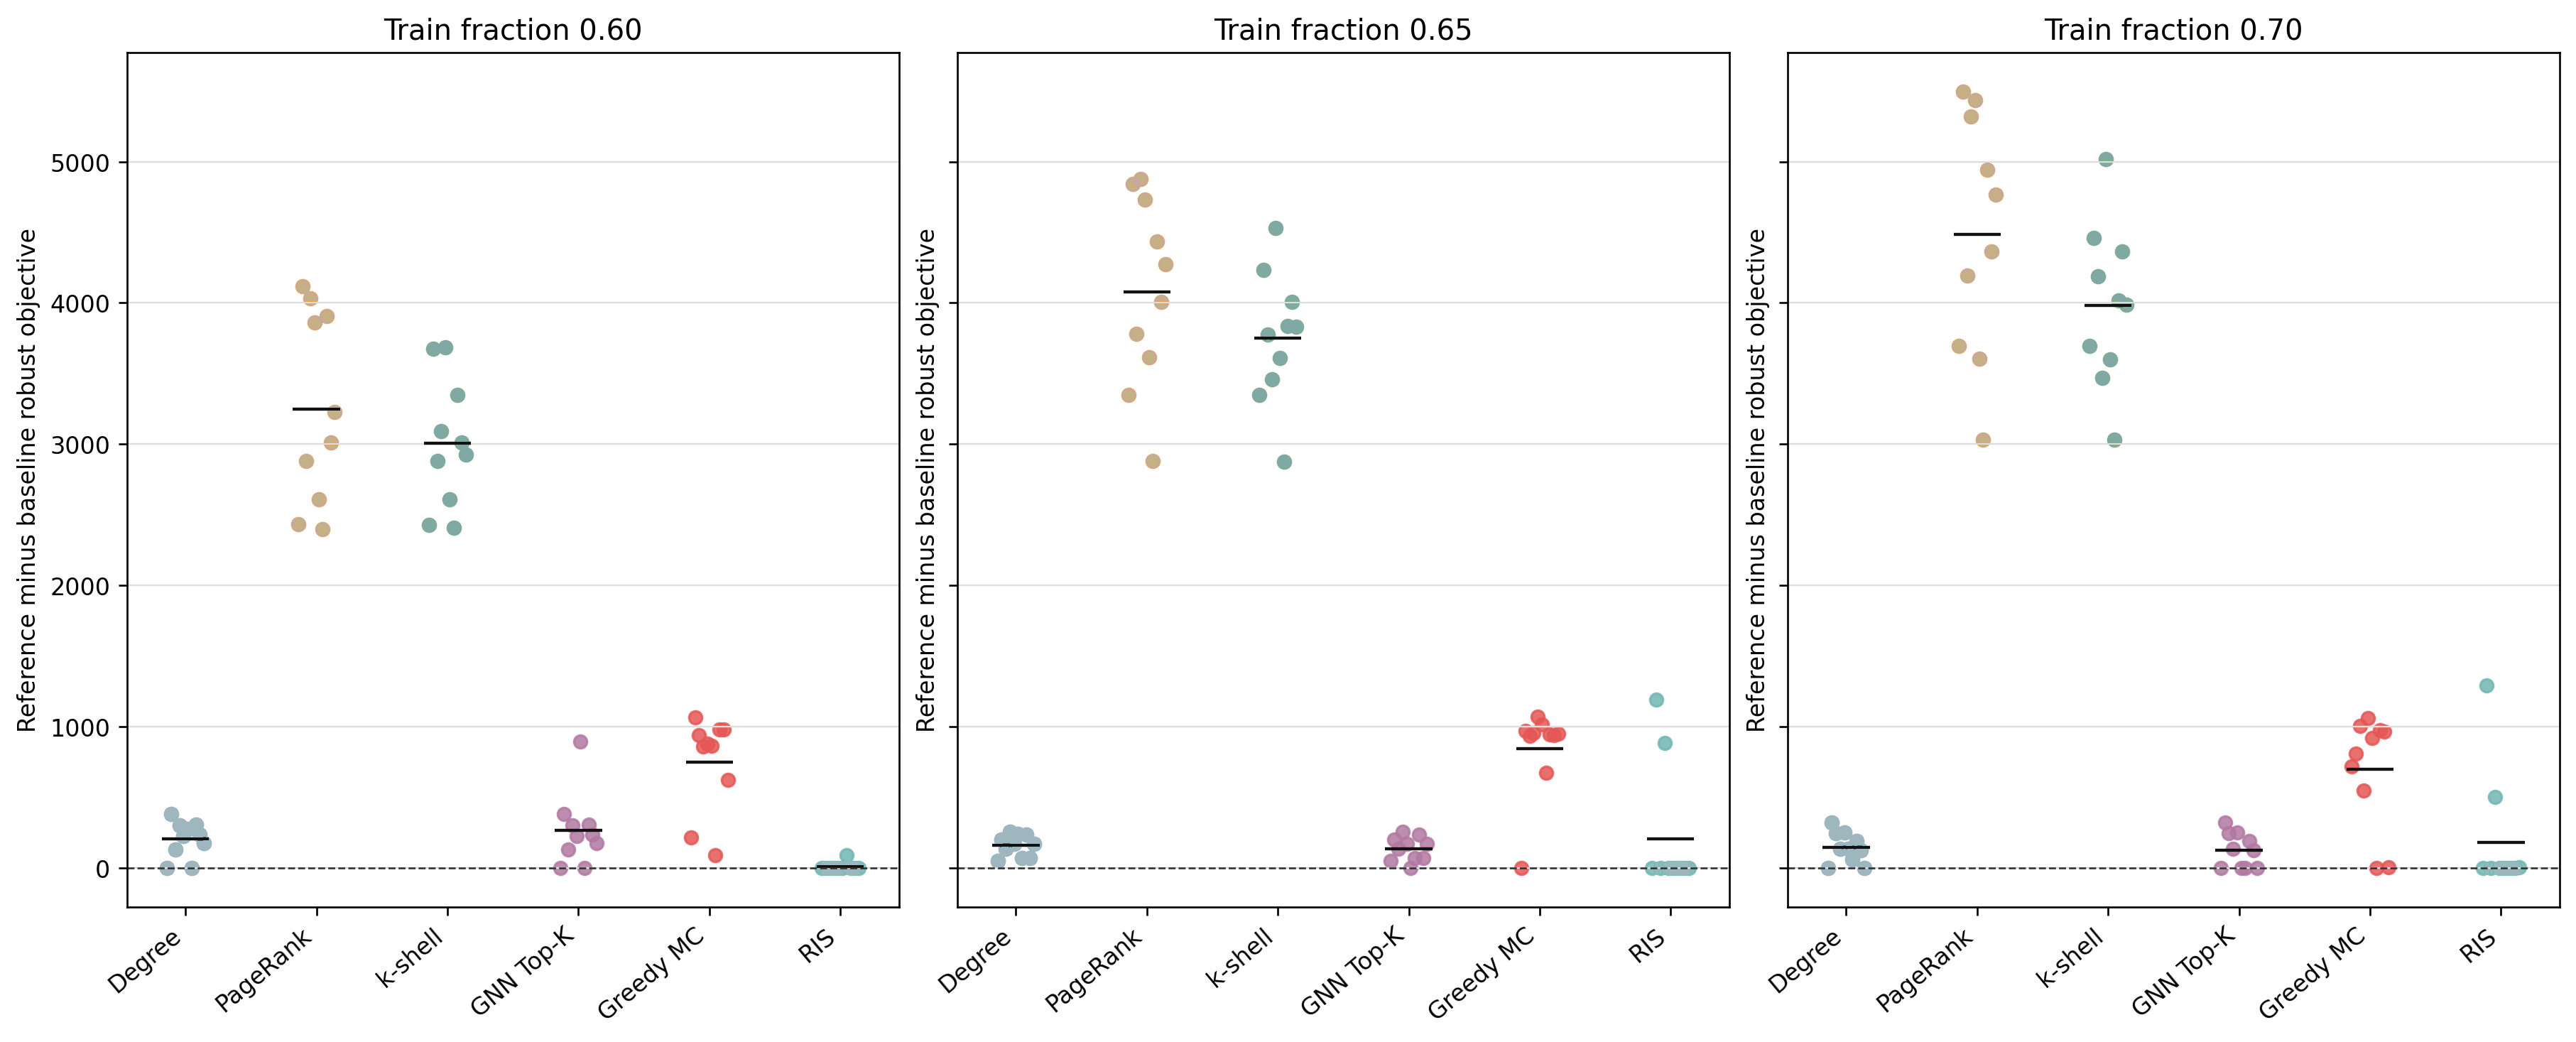 Train fraction 0.60
Reference minus baseline robust objective
5000
4000
3000
2000
1000
0
Degree
PageRank
k-shell
GNN Top-K
Greedy MC
RIS
Train fraction 0.65
Reference minus baseline robust objective
Degree
PageRank
k-shell
GNN Top-K
Greedy MC
RIS
Train fraction 0.70
Reference minus baseline robust objective
Degree
PageRank
k-shell
GNN Top-K
Greedy MC
RIS